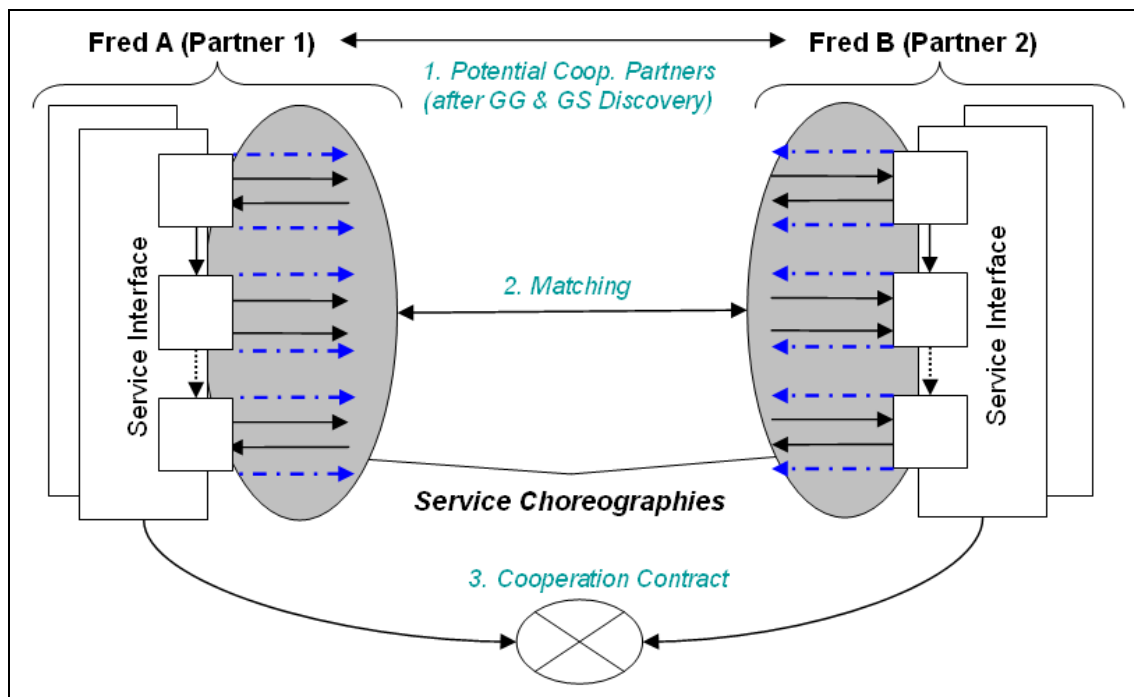 Fred A (Partner 1)
Fred B (Partner 2)
1. Potential Coop. Partners
(after GG & GS Discovery)
Service Interface
2. Matching
Service Interface
Service Choreographies
3. Cooperation Contract